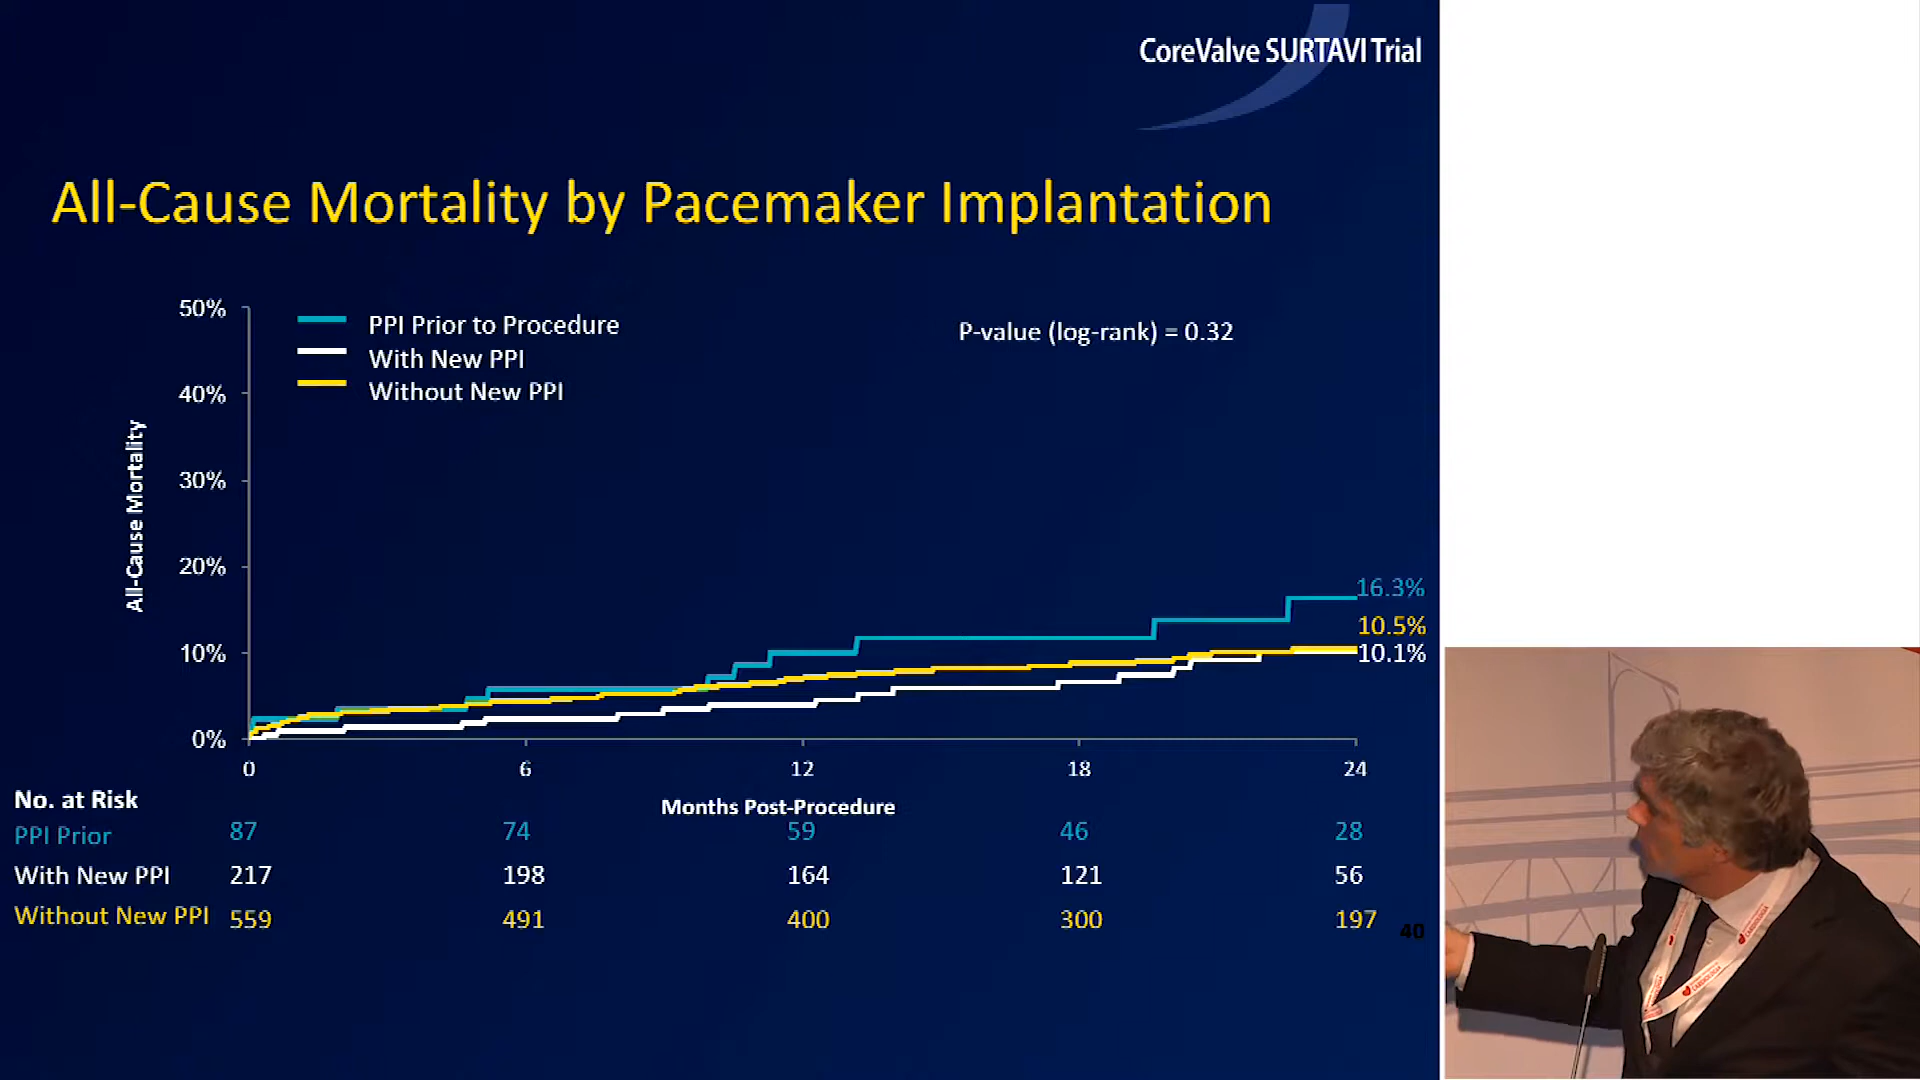 CoreValve SURTAVI Trial
All-Cause Mortality by Pacemaker Implantation
50%
40%
30%
20%
10%
0%
All-Cause Mortality
PPI Prior to Procedure
With New PPI
Without New PPI
P-value (log-rank) = 0.32
16.3%
10.5%
10.1%
0 6 12 18 24
Months Post-Procedure
No. at Risk
PPI Prior 87 74 59 46 28
With New PPI 217 198 164 121 56
Without New PPI 559 491 400 300 197
40
CARDIOLOGIA
CARDIOLOGIA